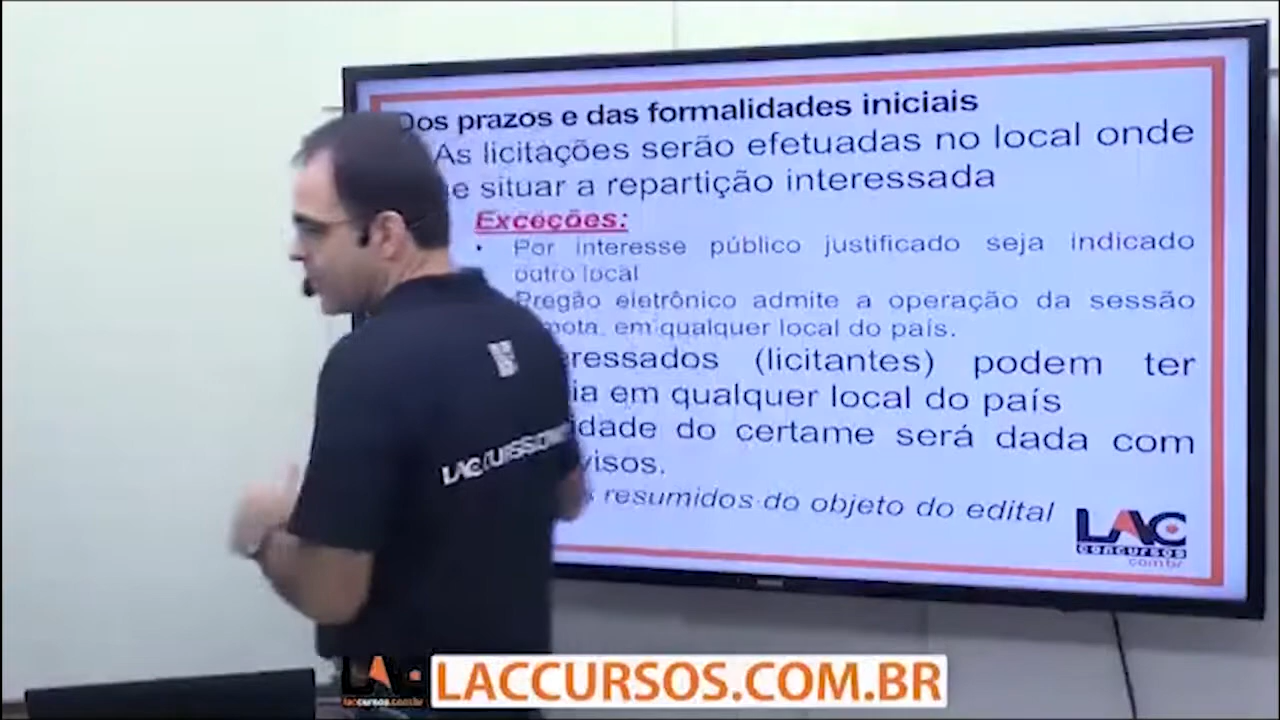 Dos prazos e das formalidades iniciais
As licitações serão efetuadas no local onde
situar a repartição interessada
Exceções:
• Por interesse público justificado seja indicado
outro local
Pregão eletrônico admite a operação da sessão
em qualquer local do país.
(licitantes) podem ter
em qualquer local do país
do certame será dada com
resumidos do objeto do edital
LAC
concursos
.com.br
LACCURSOS.COM.BR